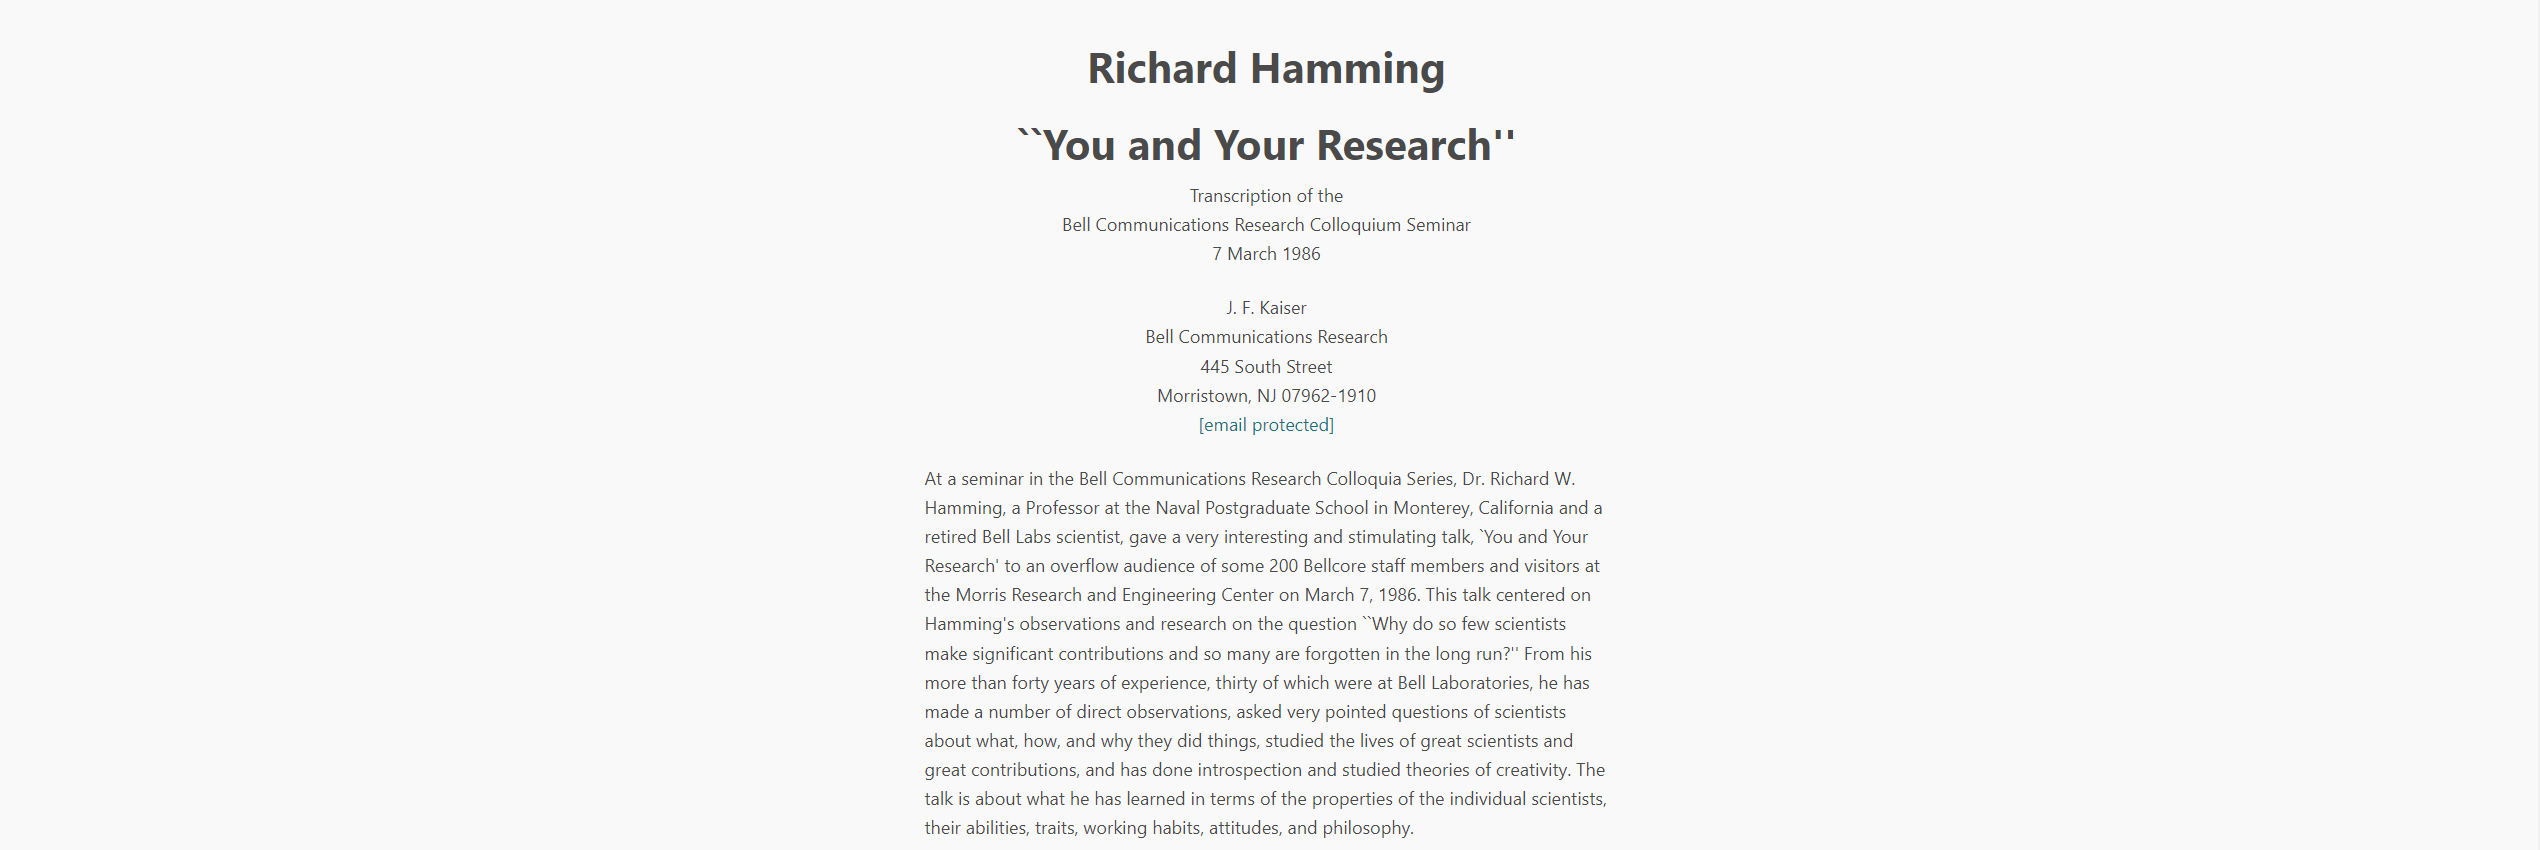 Richard Hamming
``You and Your Research''
Transcription of the
Bell Communications Research Colloquium Seminar
7 March 1986
J. F. Kaiser
Bell Communications Research
445 South Street
Morristown, NJ 07962-1910
[email protected]
At a seminar in the Bell Communications Research Colloquia Series, Dr. Richard W.
Hamming, a Professor at the Naval Postgraduate School in Monterey, California and a
retired Bell Labs scientist, gave a very interesting and stimulating talk, `You and Your
Research' to an overflow audience of some 200 Bellcore staff members and visitors at
the Morris Research and Engineering Center on March 7, 1986. This talk centered on
Hamming's observations and research on the question ``Why do so few scientists
make significant contributions and so many are forgotten in the long run?'' From his
more than forty years of experience, thirty of which were at Bell Laboratories, he has
made a number of direct observations, asked very pointed questions of scientists
about what, how, and why they did things, studied the lives of great scientists and
great contributions, and has done introspection and studied theories of creativity. The
talk is about what he has learned in terms of the properties of the individual scientists,
their abilities, traits, working habits, attitudes, and philosophy.